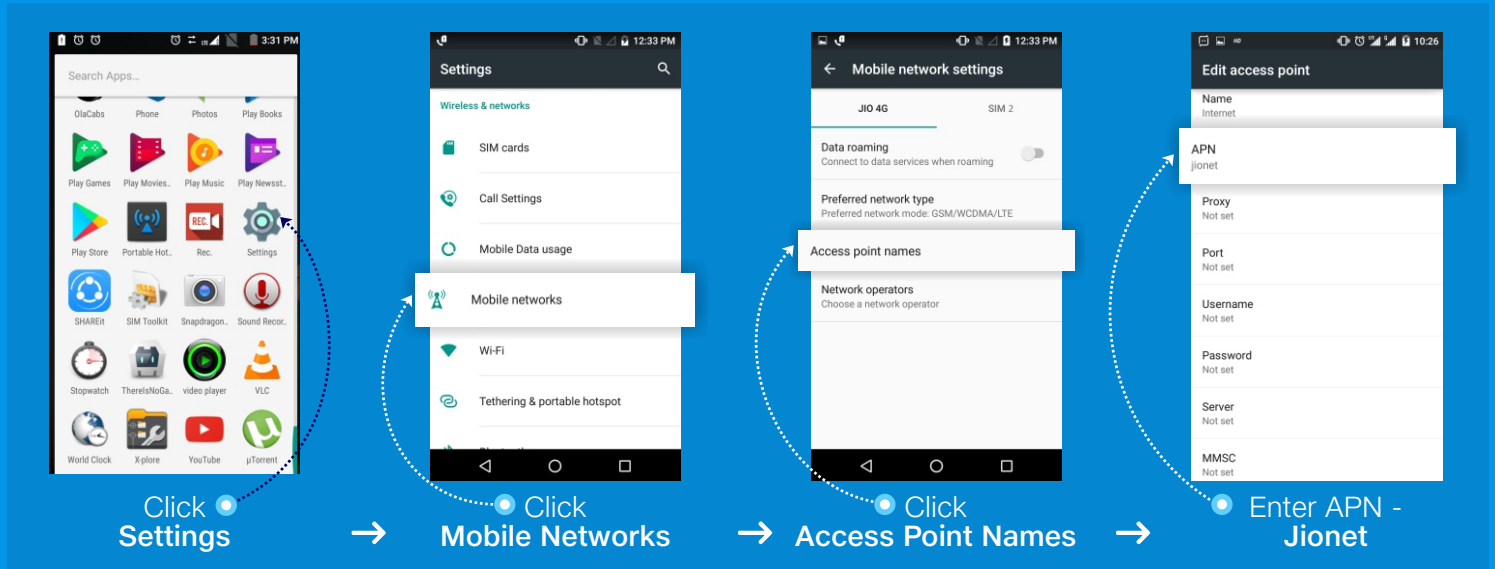 3:31 PM
Search Apps...
OlaCabs Phone Photos Play Books
Play Games Play Movies.. Play Music Play Newsst..
REC.
Play Store Portable Hot.. Rec. Settings
SHAREit SIM Toolkit Snapdragon.. Sound Recor..
Stopwatch ThereIsNoGa.. video player VLC
World Clock X-plore YouTube µTorrent
Click
Settings
12:33 PM
Settings
Wireless & networks
SIM cards
Call Settings
Mobile Data usage
Mobile networks
Wi-Fi
Tethering & portable hotspot
Click
Mobile Networks
12:33 PM
Mobile network settings
JIO 4G SIM 2
Data roaming
Connect to data services when roaming
Preferred network type
Preferred network mode: GSM/WCDMA/LTE
Access point names
Network operators
Choose a network operator
Click
Access Point Names
10:26
Edit access point
Name
Internet
APN
jionet
Proxy
Not set
Port
Not set
Username
Not set
Password
Not set
Server
Not set
MMSC
Not set
Enter APN -
Jionet